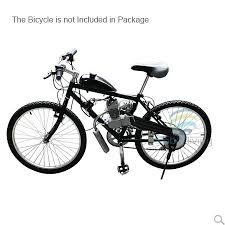 The Bicycle is not Included in Package